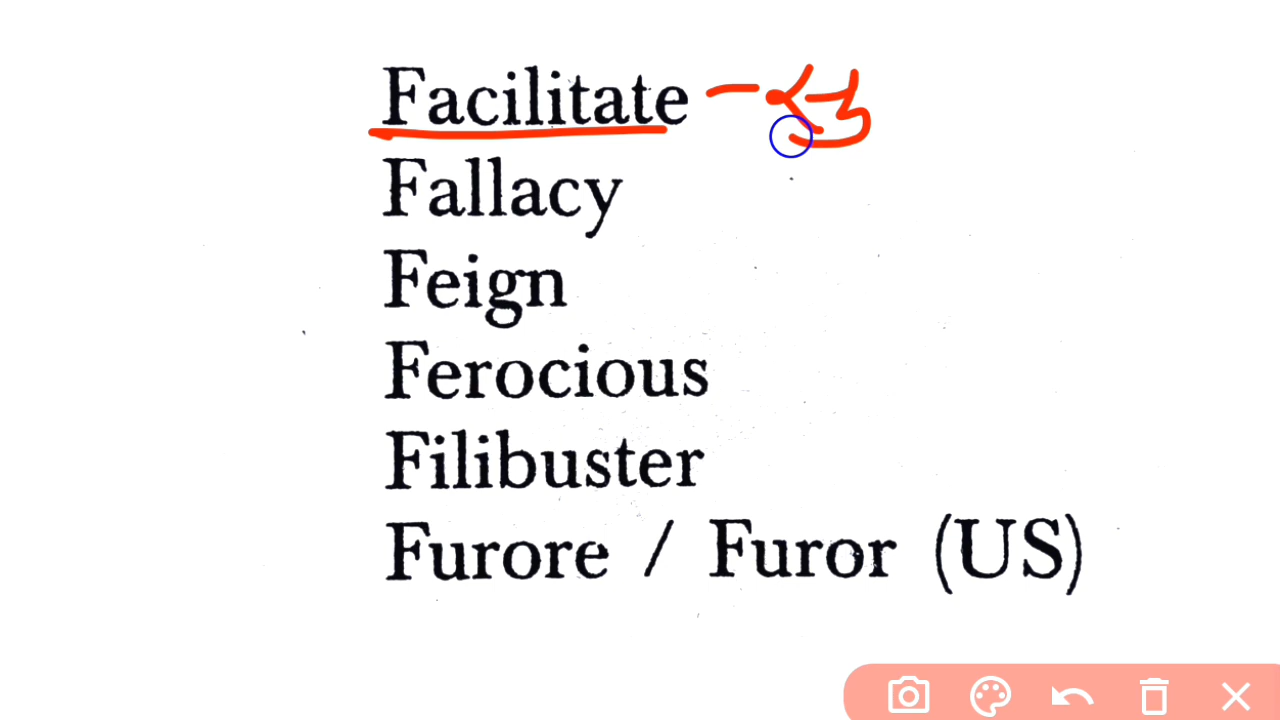 Facilitate –
Fallacy
Feign
Ferocious
Filibuster
Furore / Furor (US)